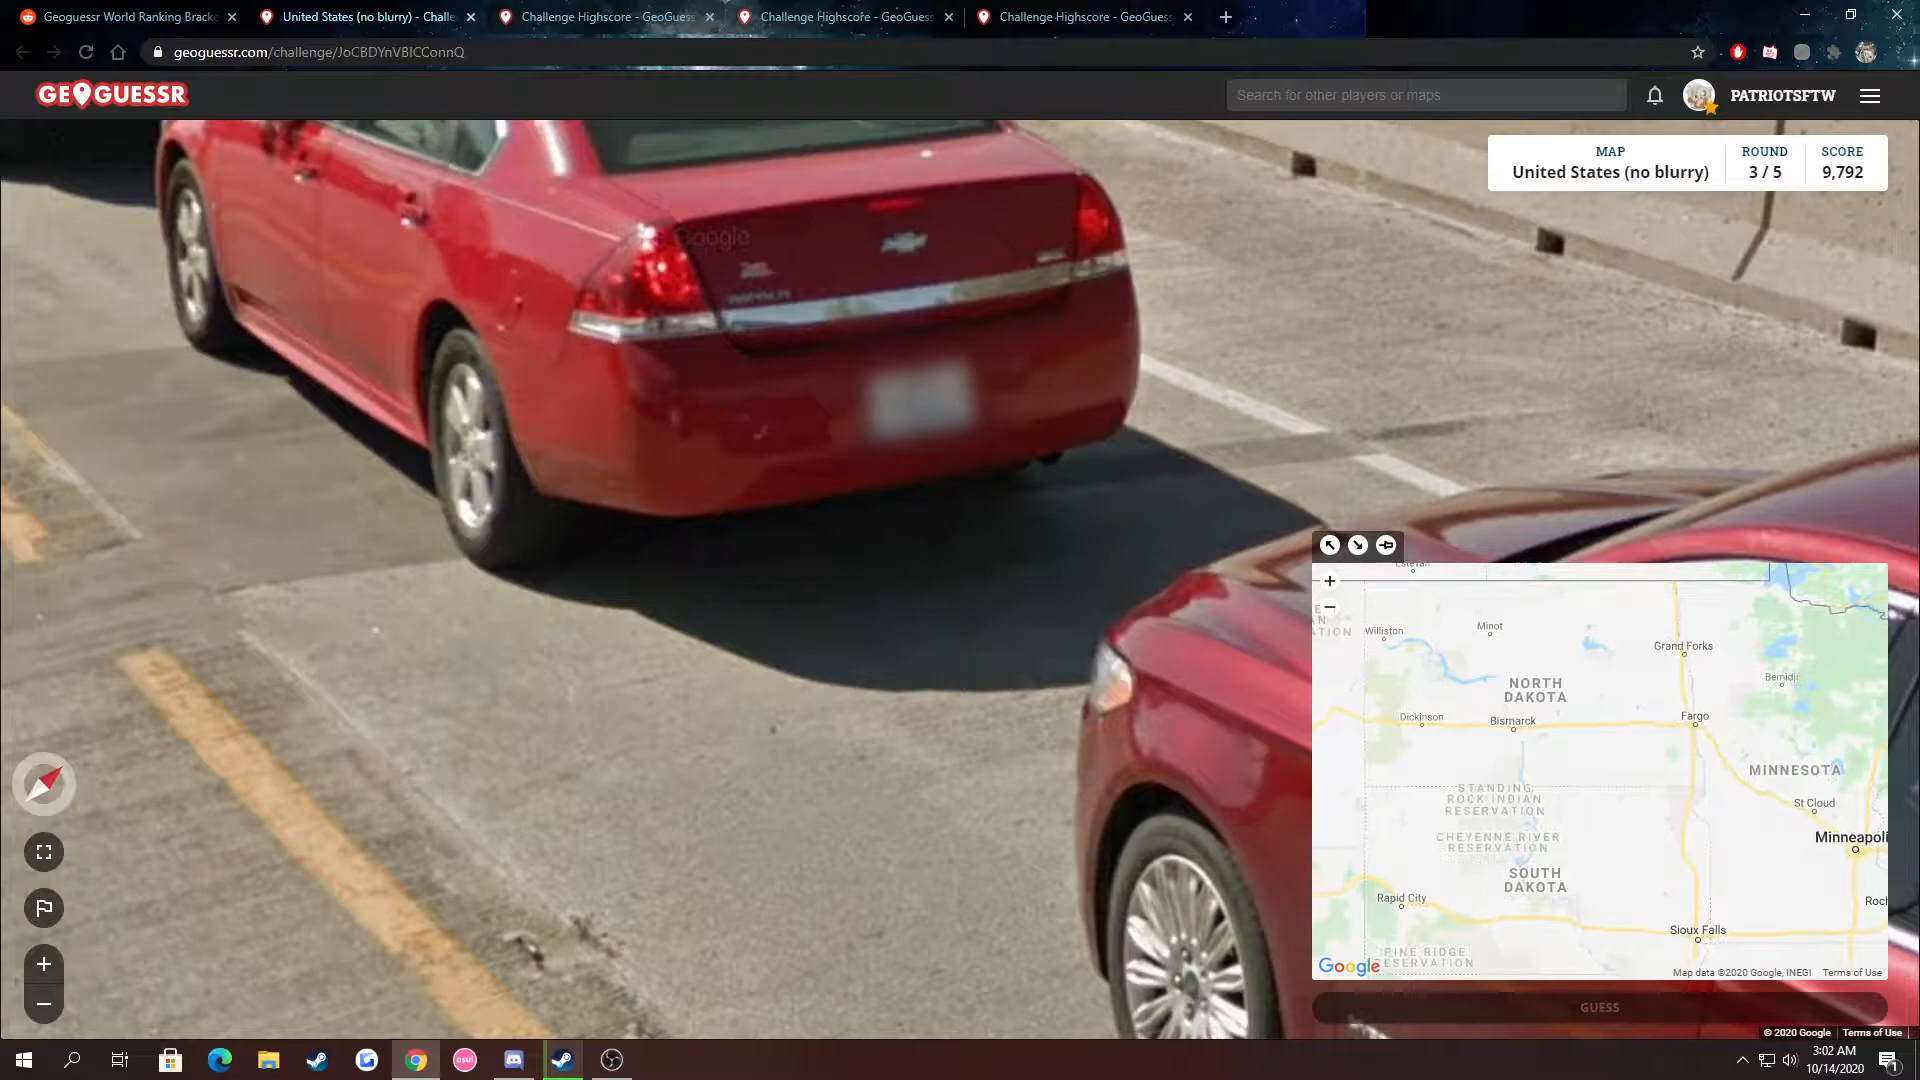 Geoguessr World Ranking Bracke
United States (no blurry) - Challe
Challenge Highscore - GeoGuess
Challenge Highscore - GeoGuess
Challenge Highscore - GeoGuess
geoguessr.com/challenge/JoCBDYnVBICConnQ
GEOGUESSR
Search for other players or maps
PATRIOTSFTW
MAP
United States (no blurry)
ROUND
3 / 5
SCORE
9,792
Google
IMPALA
Estevan
Williston
Minot
Grand Forks
Bemidji
NORTH
DAKOTA
Dickinson
Bismarck
Fargo
MINNESOTA
STANDING
ROCK INDIAN
RESERVATION
St Cloud
CHEYENNE RIVER
RESERVATION
Minneapoli
SOUTH
DAKOTA
Rapid City
Roch
Sioux Falls
PINE RIDGE
RESERVATION
Google
Map data ©2020 Google, INEGI
Terms of Use
GUESS
© 2020 Google
Terms of Use
osu!
3:02 AM
10/14/2020
1